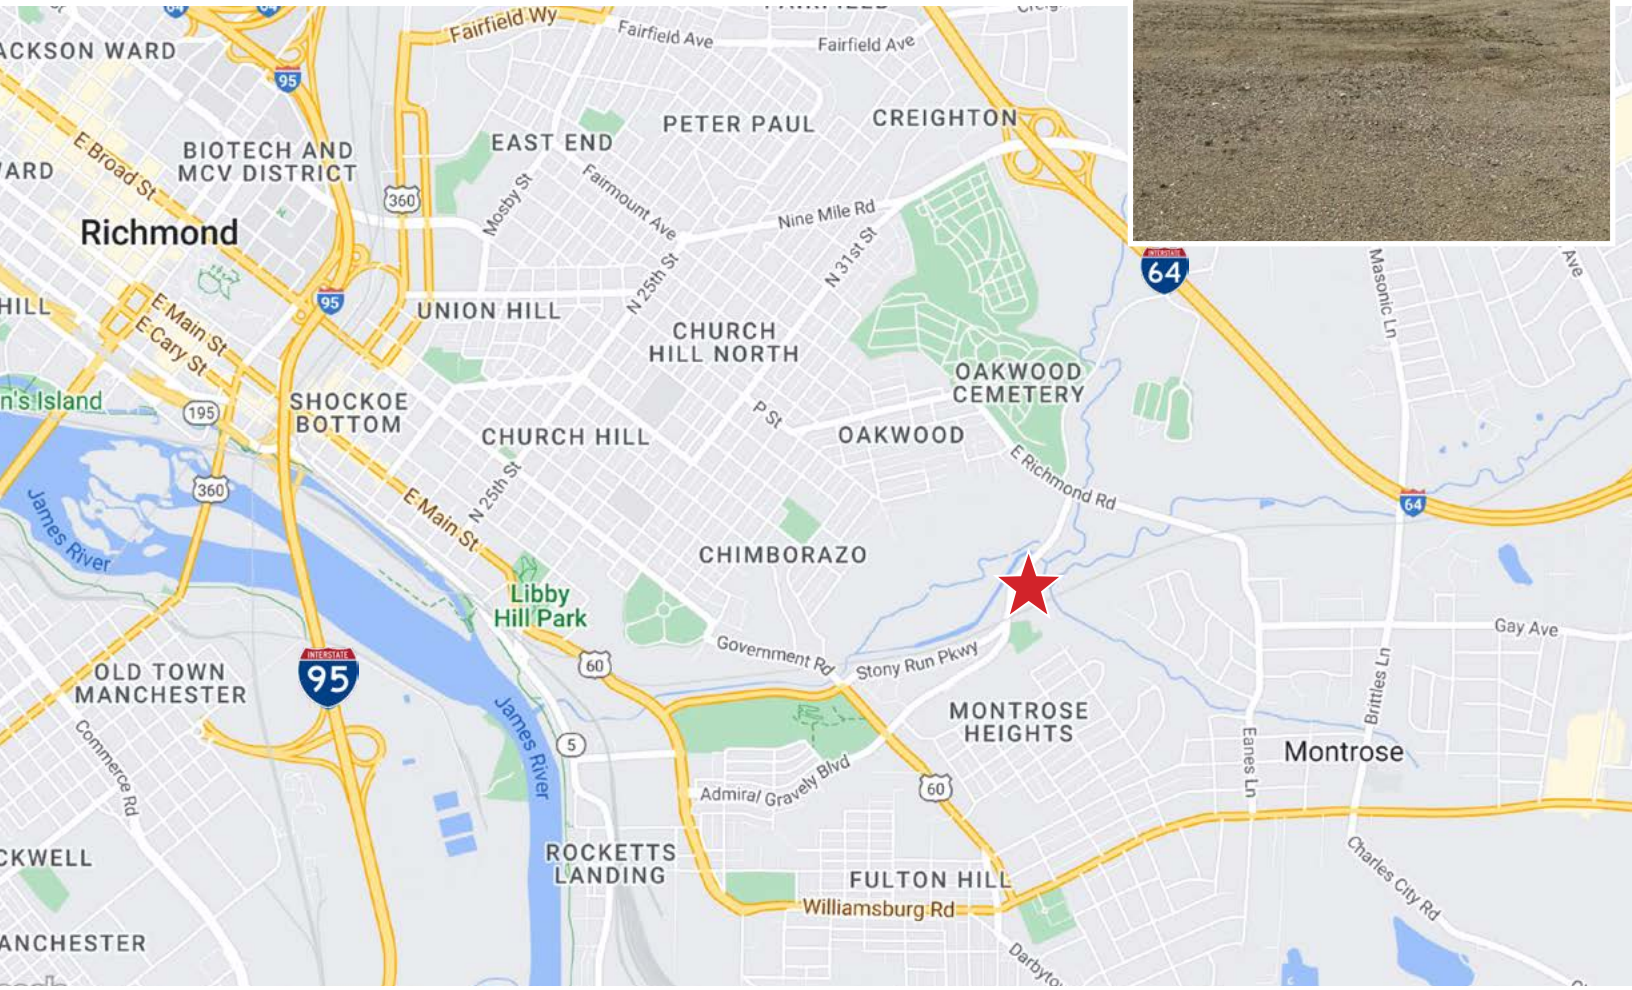 Fairfield Wy
Fairfield Ave
Fairfield Ave
ACKSON WARD
95
PETER PAUL
CREIGHTON
EAST END
E Broad St
BIOTECH AND
MCV DISTRICT
360
Mosby St
Fairmount Ave
Nine Mile Rd
N 31st St
Richmond
INTERSTATE
64
Masonic Ln
Ave
N 25th St
95
UNION HILL
HILL
E Main St
E Cary St
CHURCH
HILL NORTH
OAKWOOD
CEMETERY
n's Island
195
SHOCKOE
BOTTOM
P St
CHURCH HILL
OAKWOOD
E Richmond Rd
360
N 25th St
E Main St
64
James River
CHIMBORAZO
Libby
Hill Park
Gay Ave
Government Rd
Stony Run Pkwy
60
INTERSTATE
95
OLD TOWN
MANCHESTER
Brittles Ln
James River
MONTROSE
HEIGHTS
Montrose
Eanes Ln
5
Commerce Rd
Admiral Gravely Blvd
60
CKWELL
ROCKETTS
LANDING
FULTON HILL
Williamsburg Rd
Charles City Rd
ANCHESTER
Darbyto